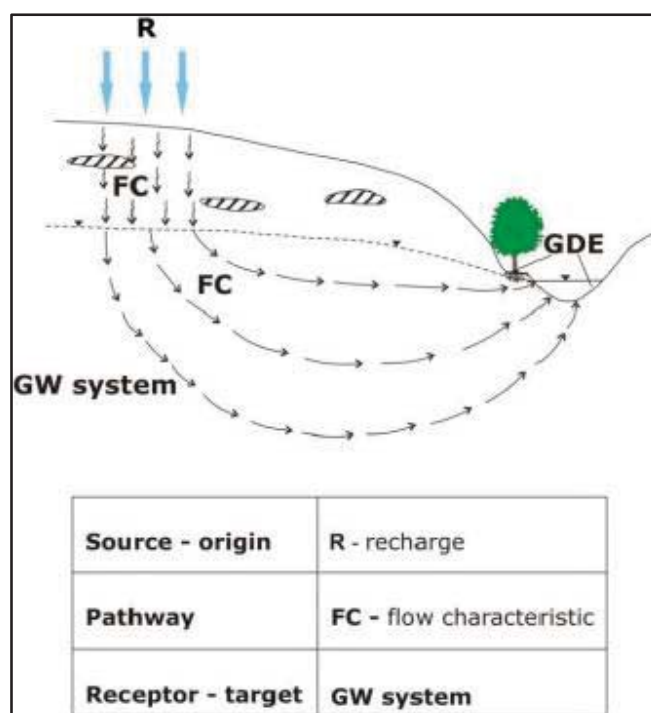 R
FC
FC
GDE
GW system
Source - origin
R - recharge
Pathway
FC - flow characteristic
Receptor - target
GW system